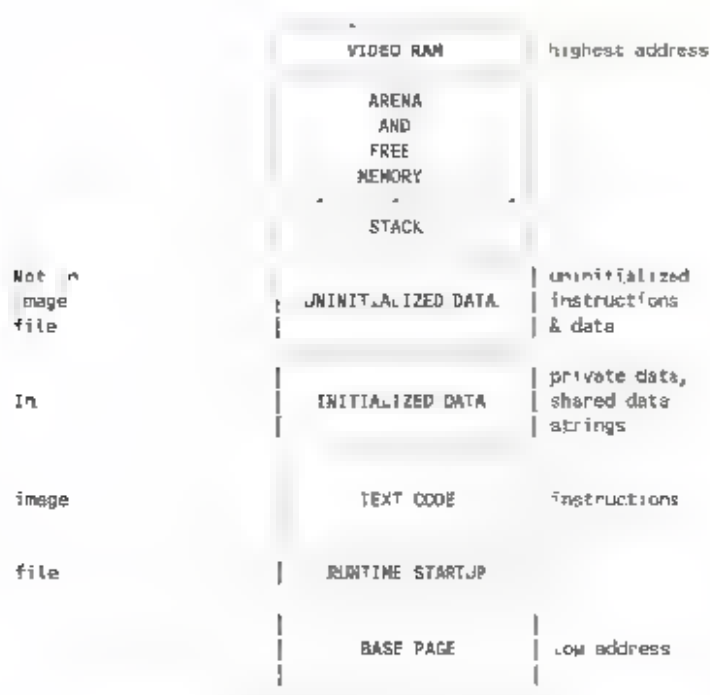 VIDEO RAM highest address
ARENA
AND
FREE
MEMORY
STACK
Not in uninitialized
image UNINITIALIZED DATA instructions
file & data
private data,
In INITIALIZED DATA shared data
strings
image TEXT CODE instructions
file RUNTIME STARTUP
BASE PAGE low address